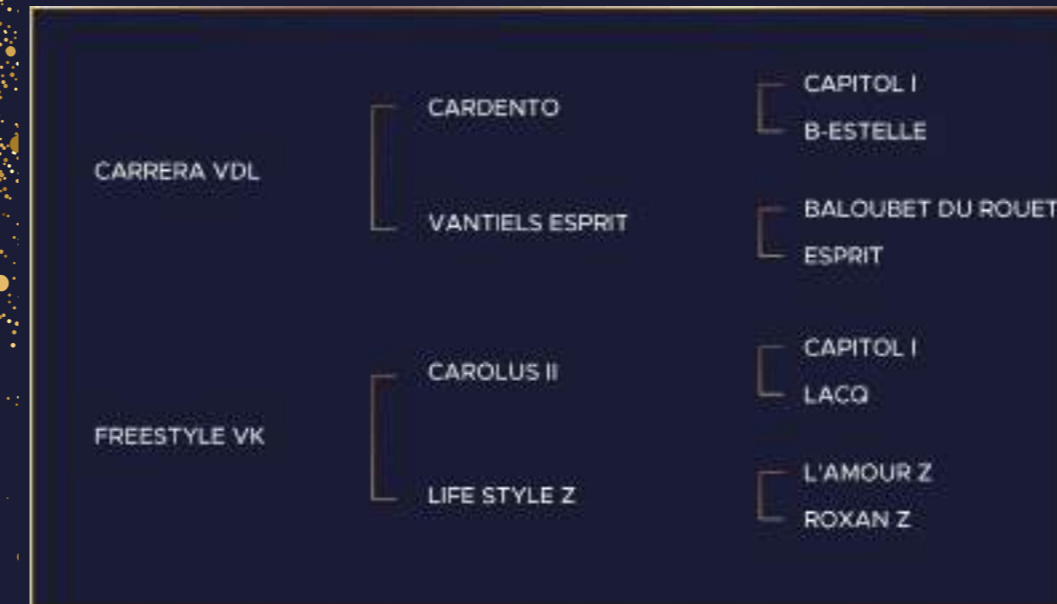 CAPITOL I
CARDENTO
B-ESTELLE
CARRERA VDL
BALOUBET DU ROUET
VANTIELS ESPRIT
ESPRIT
CAPITOL I
CAROLUS II
LACQ
FREESTYLE VK
L'AMOUR Z
LIFE STYLE Z
ROXAN Z